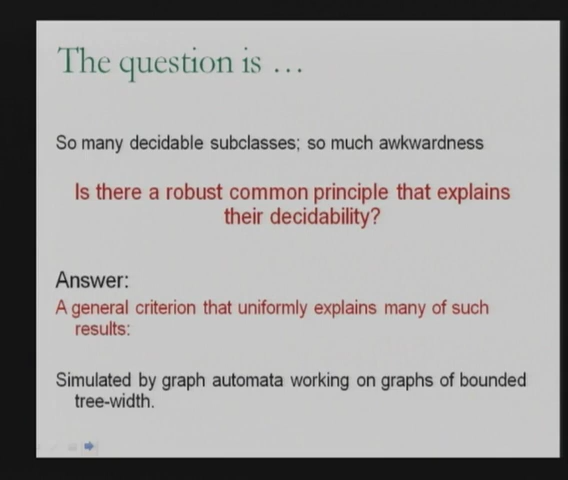 The question is ...
So many decidable subclasses; so much awkwardness
Is there a robust common principle that explains
their decidability?
Answer:
A general criterion that uniformly explains many of such
results:
Simulated by graph automata working on graphs of bounded
tree-width.